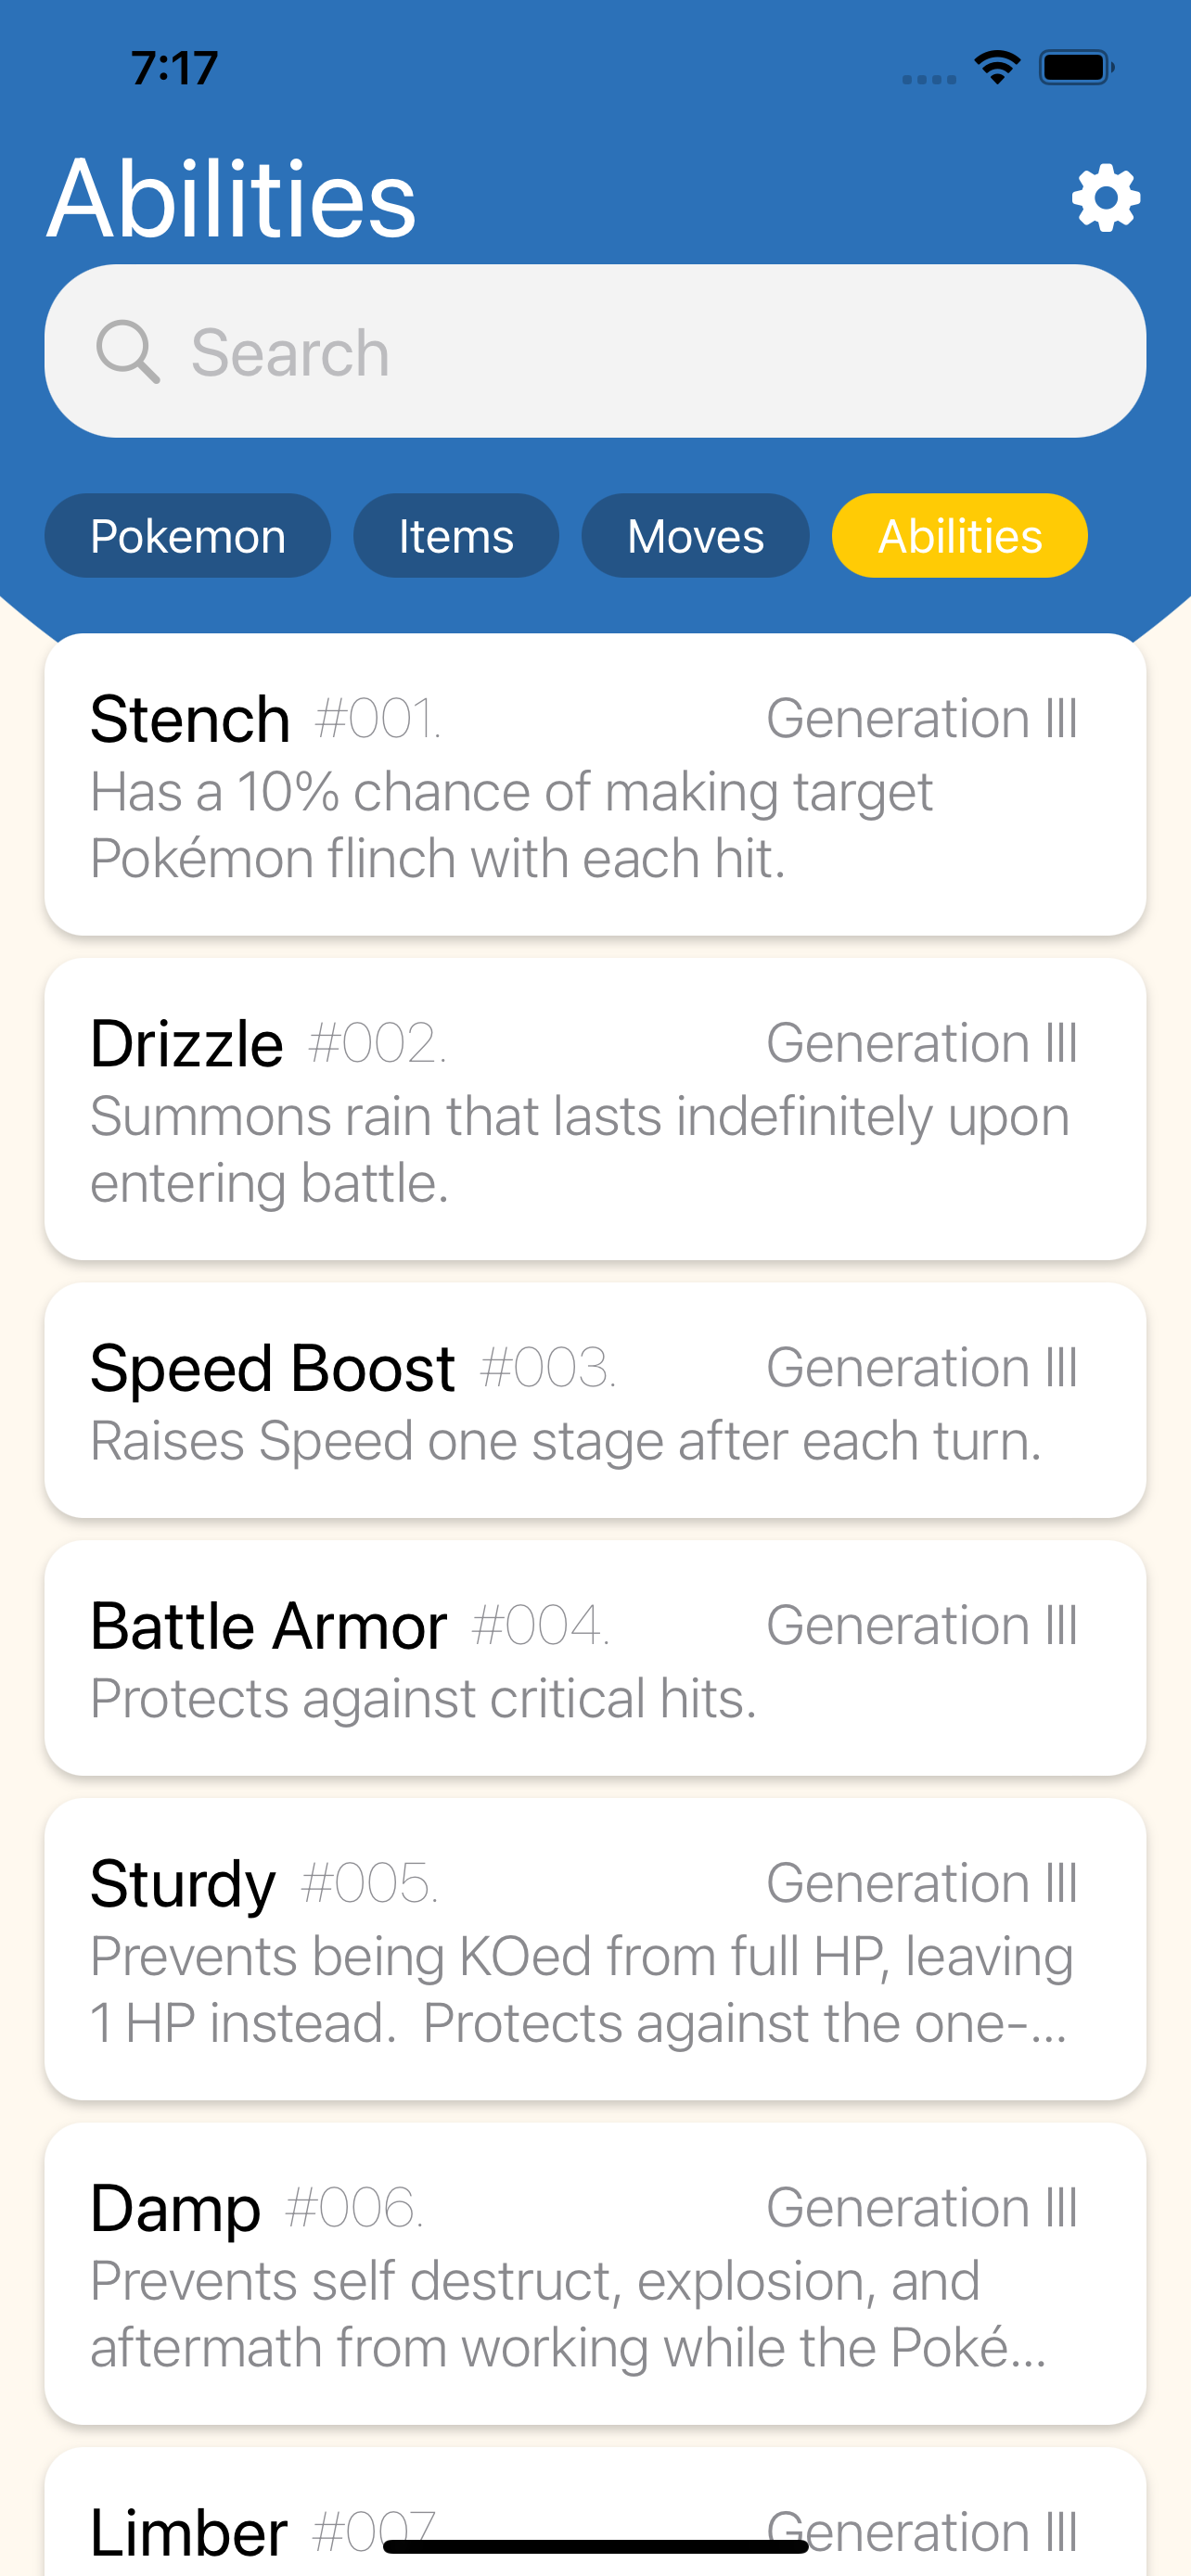 7:17
Abilities
Search
Pokemon Items Moves Abilities
Stench #001. Generation III
Has a 10% chance of making target
Pokémon flinch with each hit.
Drizzle #002. Generation III
Summons rain that lasts indefinitely upon
entering battle.
Speed Boost #003. Generation III
Raises Speed one stage after each turn.
Battle Armor #004. Generation III
Protects against critical hits.
Sturdy #005. Generation III
Prevents being KOed from full HP, leaving
1 HP instead.  Protects against the one-...
Damp #006. Generation III
Prevents self destruct, explosion, and
aftermath from working while the Poké...
Limber #007 Generation III